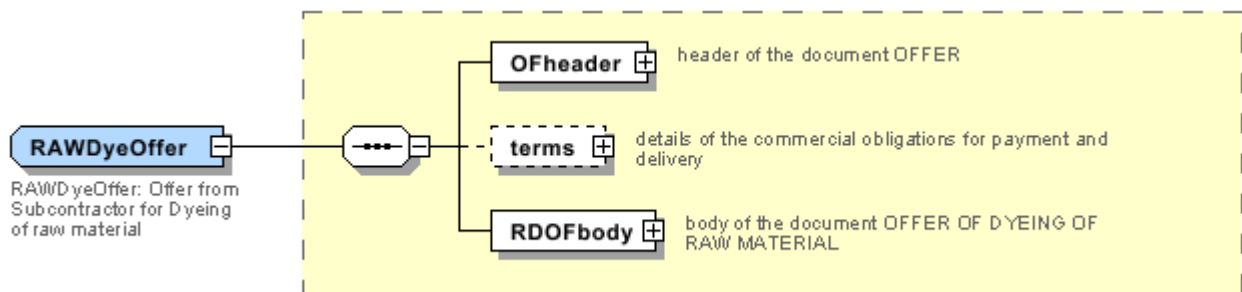 OFheader
header of the document OFFER
RAWDyeOffer
terms
details of the commercial obligations for payment and
delivery
RAWDyeOffer: Offer from
Subcontractor for Dyeing
of raw material
RDOFbody
body of the document OFFER OF DYEING OF
RAW MATERIAL